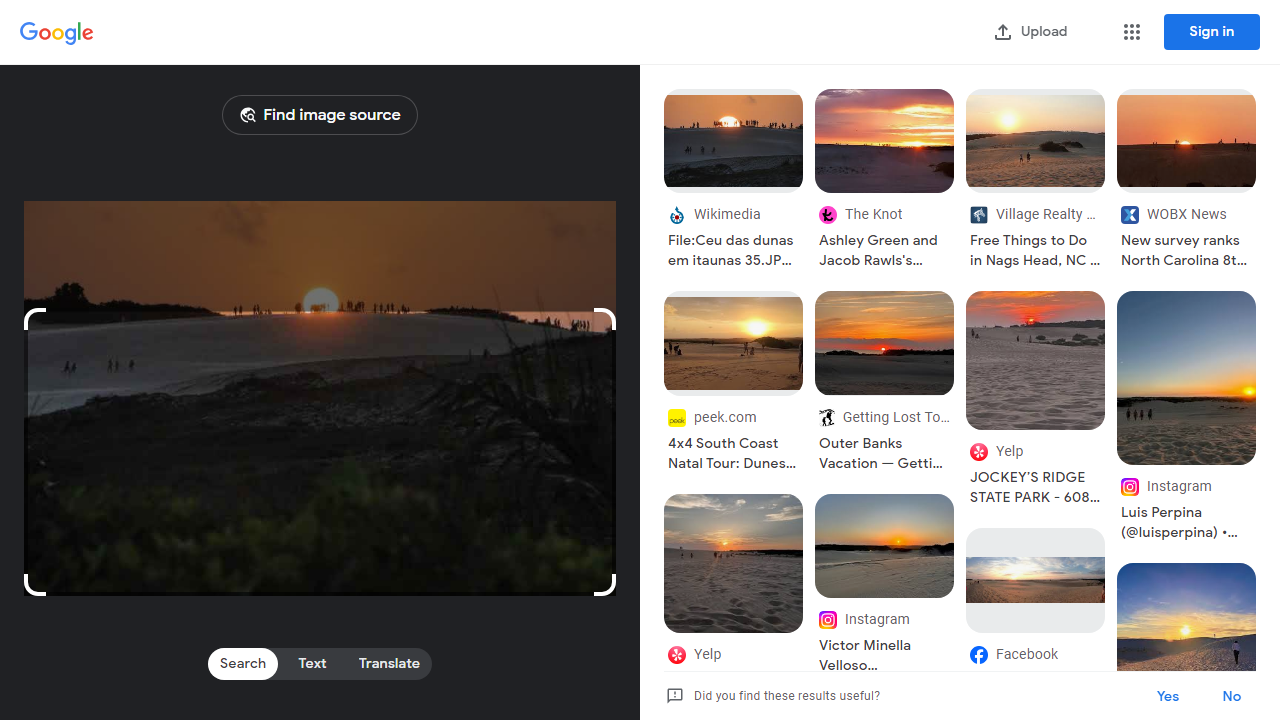 Google
Upload
Sign in
Find image source
Search
Text
Translate
Wikimedia
File:Ceu das dunas
em itaunas 35.JP...
The Knot
Ashley Green and
Jacob Rawls's...
Village Realty ...
Free Things to Do
in Nags Head, NC ...
WOBX News
New survey ranks
North Carolina 8t...
peek.com
4x4 South Coast
Natal Tour: Dunes...
Getting Lost To...
Outer Banks
Vacation — Getti...
Yelp
JOCKEY'S RIDGE
STATE PARK - 608...
Instagram
Luis Perpina
(@luisperpina) •...
Yelp
Instagram
Victor Minella
Velloso...
Facebook
Did you find these results useful?
Yes
No